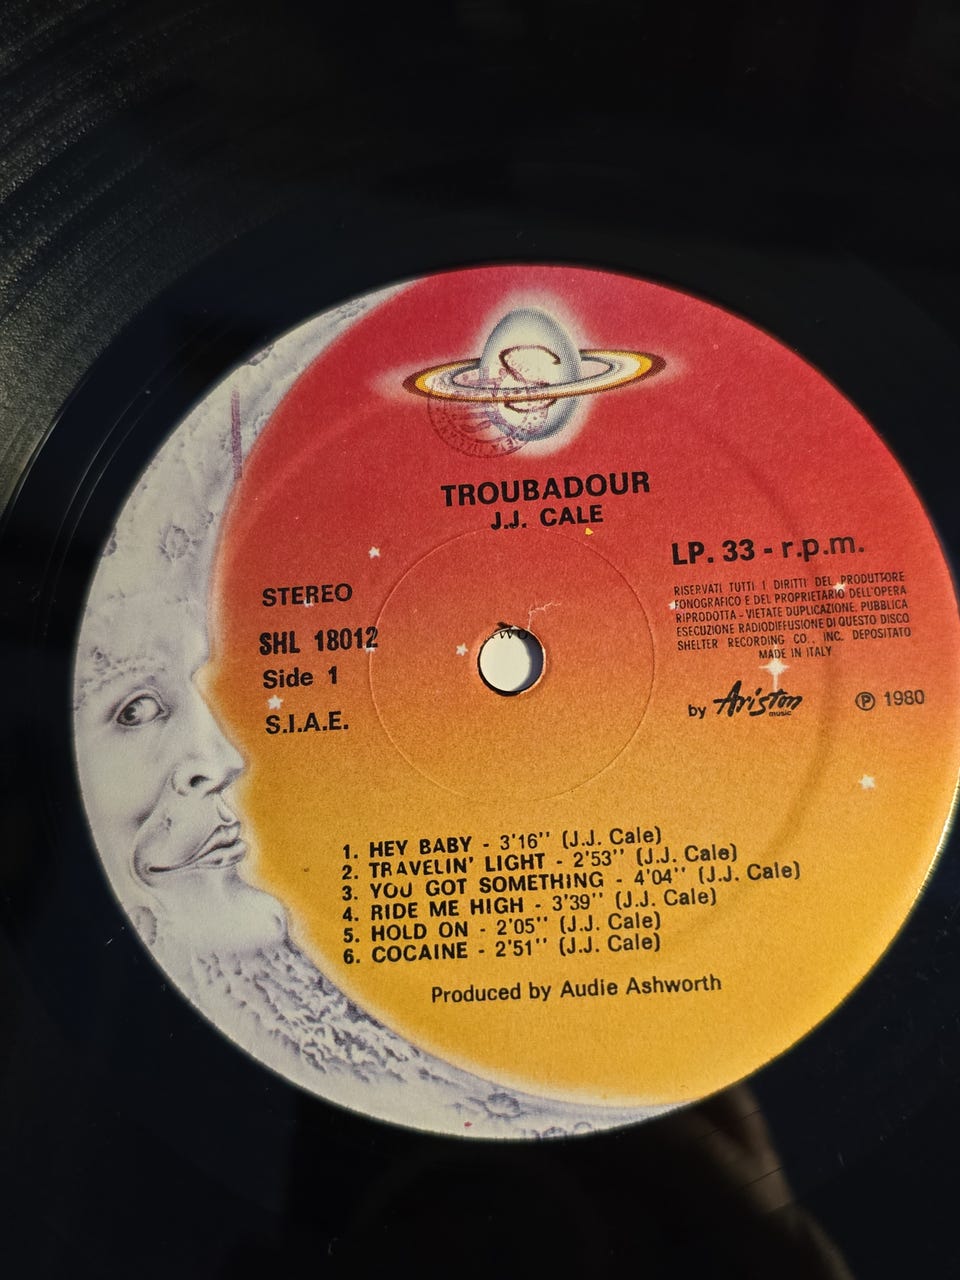 TROUBADOUR
J.J. CALE
STEREO
SHL 18012
Side 1
S.I.A.E.
LP. 33 - r.p.m.
RISERVATI TUTTI I DIRITTI DEL PRODUTTORE
FONOGRAFICO E DEL PROPRIETARIO DELL'OPERA
RIPRODOTTA - VIETATE DUPLICAZIONE, PUBBLICA
ESECUZIONE RADIODIFFUSIONE DI QUESTO DISCO
SHELTER RECORDING CO., INC. DEPOSITATO
MADE IN ITALY
by Ariston
music
Ⓟ 1980
1. HEY BABY - 3'16'' (J.J. Cale)
2. TRAVELIN' LIGHT - 2'53'' (J.J. Cale)
3. YOU GOT SOMETHING - 4'04'' (J.J. Cale)
4. RIDE ME HIGH - 3'39'' (J.J. Cale)
5. HOLD ON - 2'05'' (J.J. Cale)
6. COCAINE - 2'51'' (J.J. Cale)
Produced by Audie Ashworth